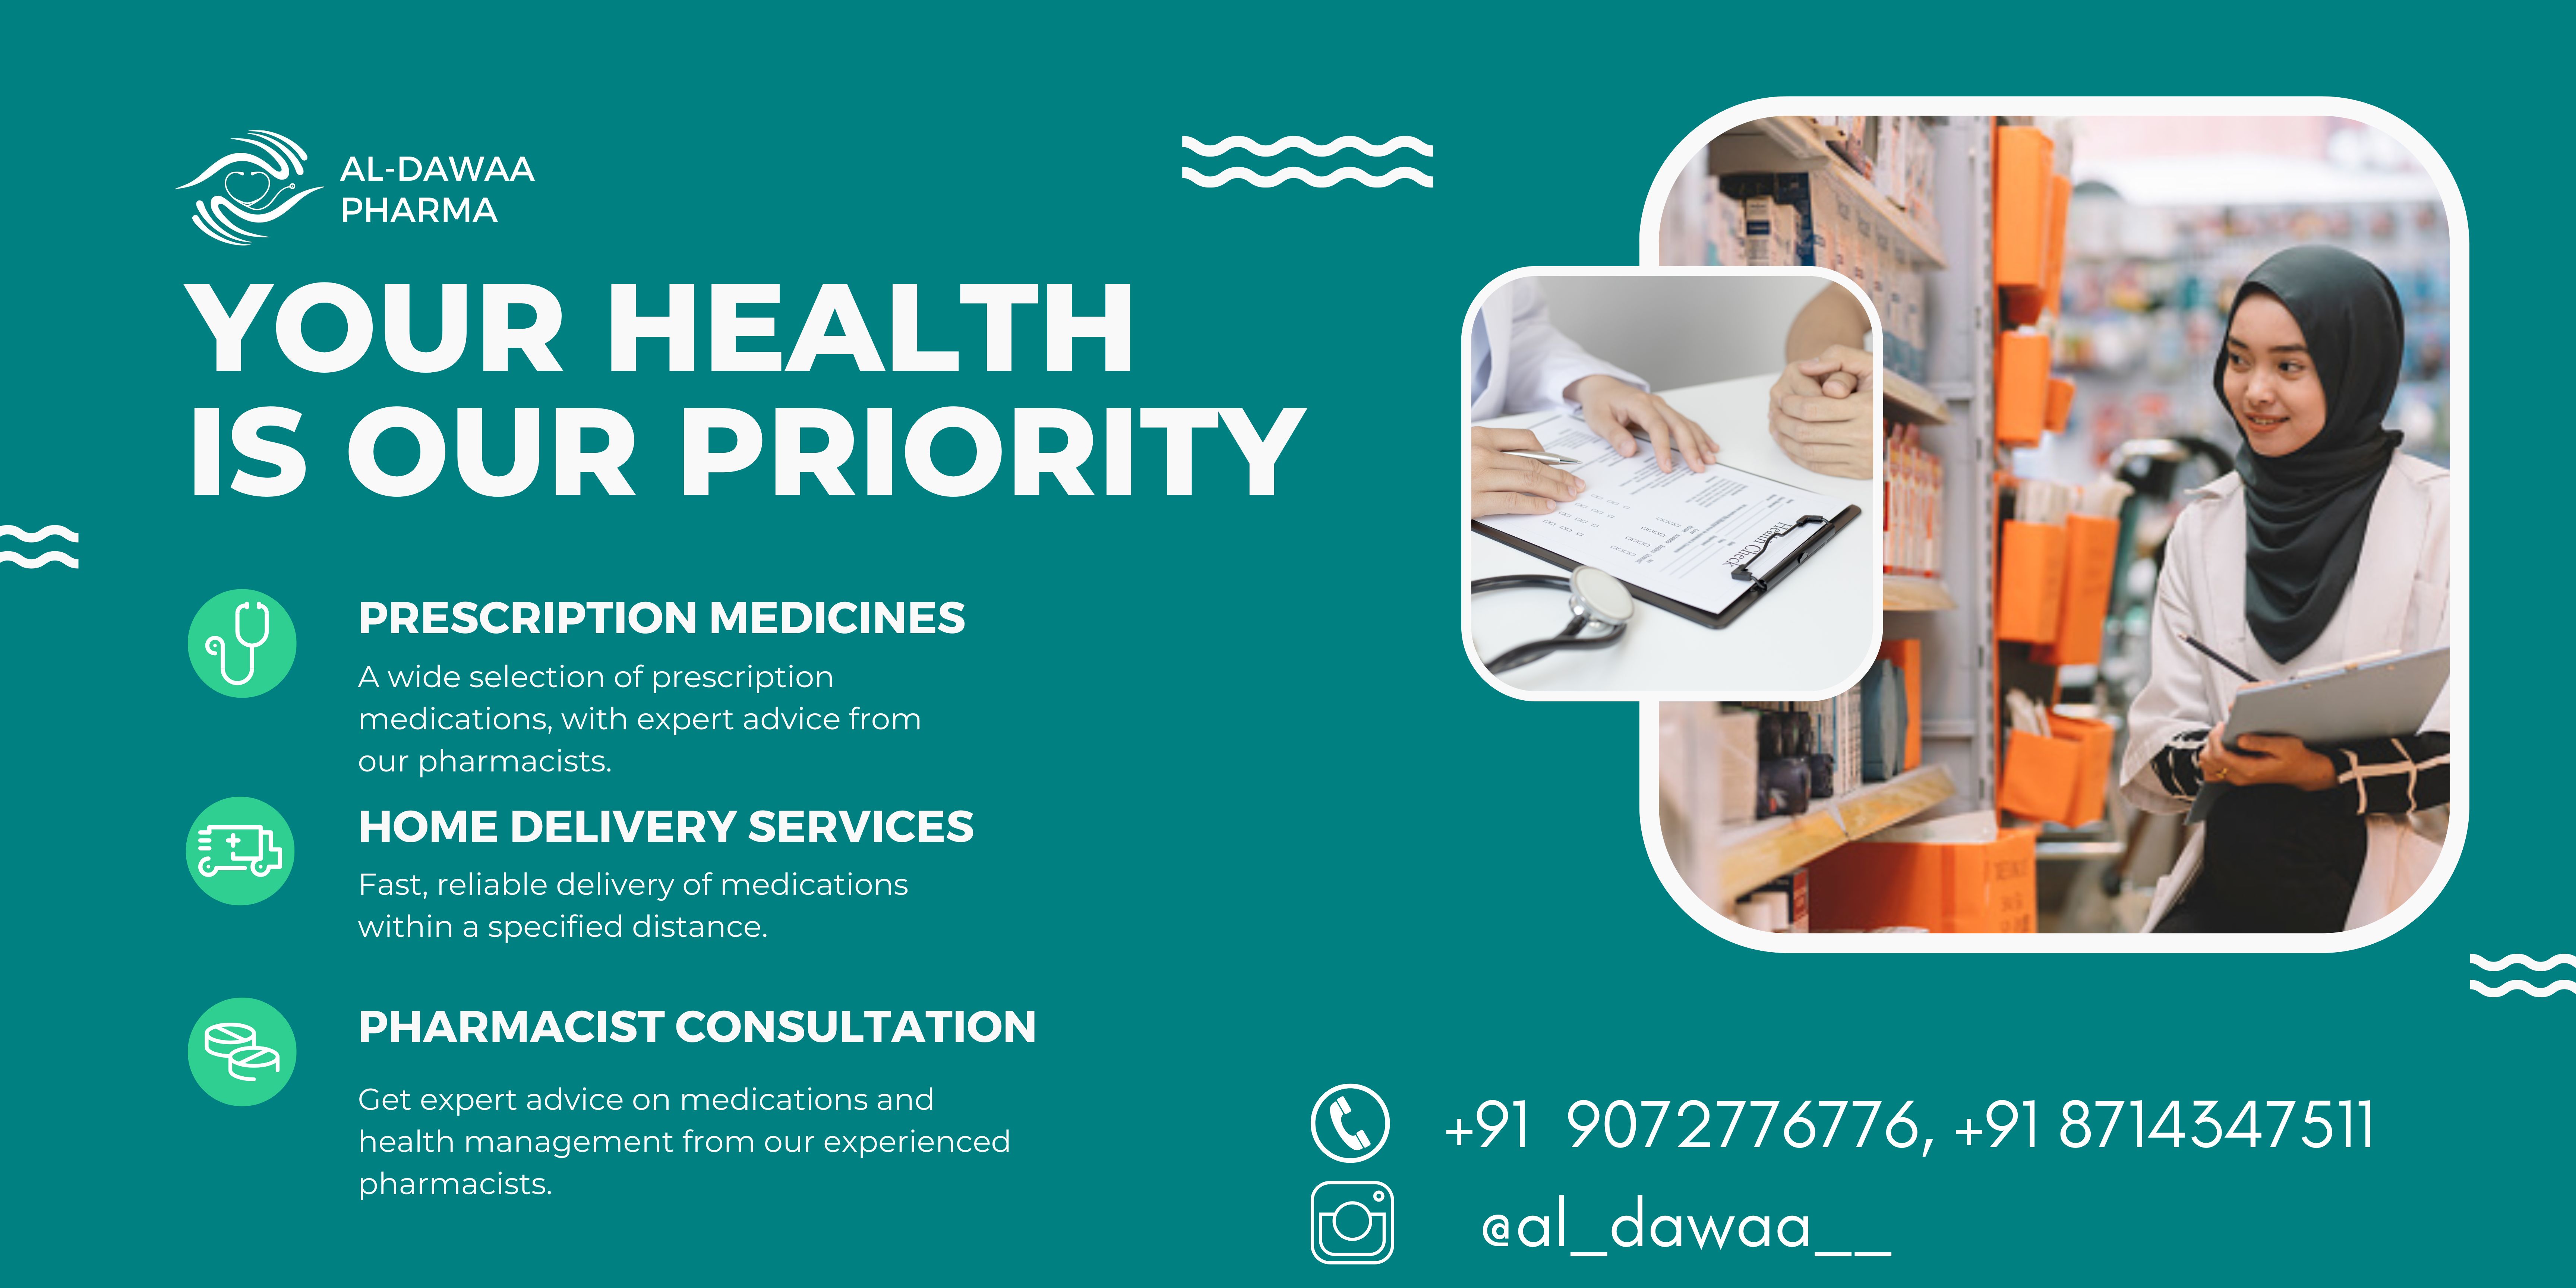 AL-DAWAA
PHARMA
YOUR HEALTH
IS OUR PRIORITY
PRESCRIPTION MEDICINES
A wide selection of prescription
medications, with expert advice from
our pharmacists.
HOME DELIVERY SERVICES
Fast, reliable delivery of medications
within a specified distance.
PHARMACIST CONSULTATION
Get expert advice on medications and
health management from our experienced
pharmacists.
Health Check
+91 9072776776, +91 8714347511
@al_dawaa__